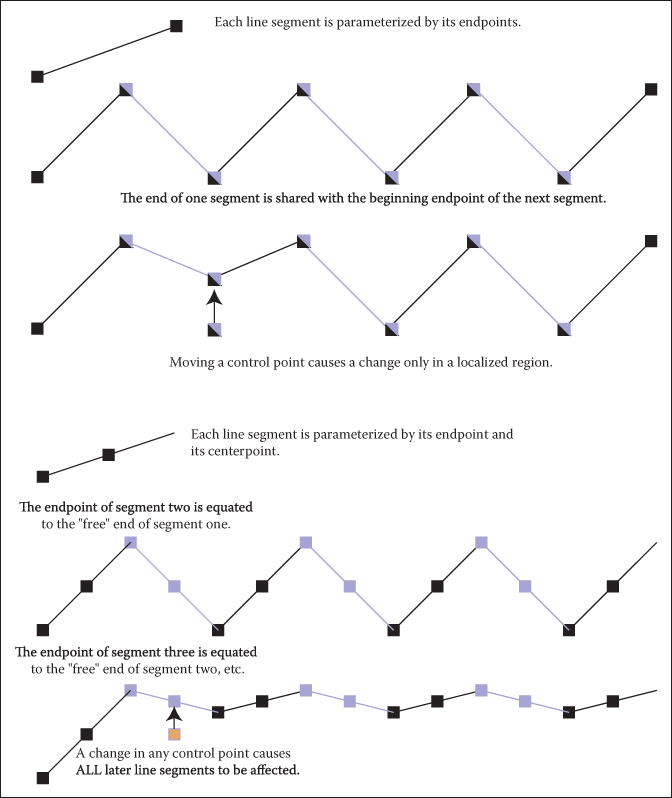 Each line segment is parameterized by its endpoints.
The end of one segment is shared with the beginning endpoint of the next segment.
Moving a control point causes a change only in a localized region.
Each line segment is parameterized by its endpoint and
its centerpoint.
The endpoint of segment two is equated
to the "free" end of segment one.
The endpoint of segment three is equated
to the "free" end of segment two, etc.
A change in any control point causes
ALL later line segments to be affected.